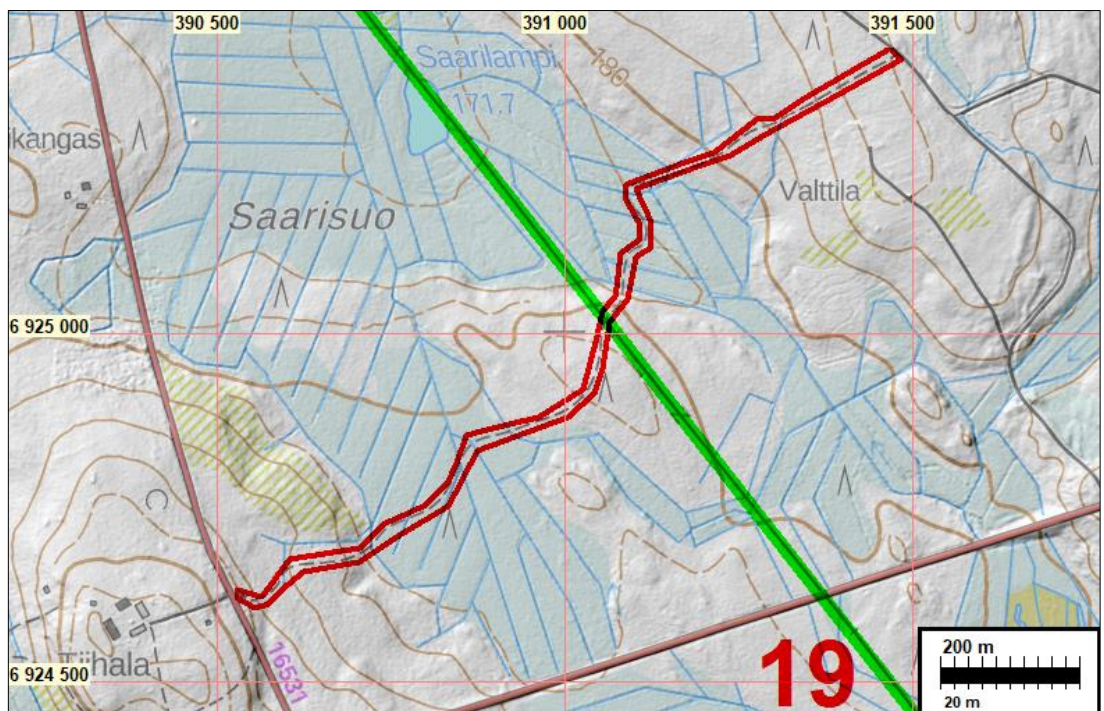 390 500
391 000
391 500
Saarilampi
171.7
180
ikangas
Saarisuo
Valttila
6 925 000
Tiihala
16531
6 924 500
19
200 m
20 m